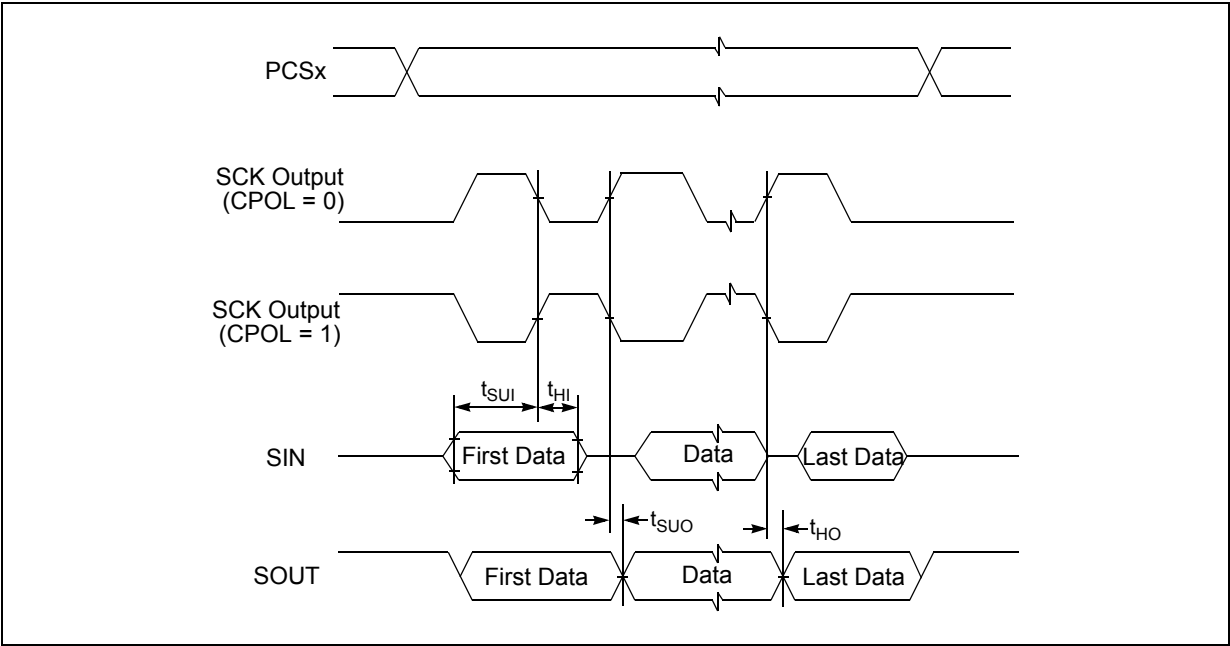 PCSx
SCK Output
(CPOL = 0)
SCK Output
(CPOL = 1)
tSUI
tHI
SIN
First Data
Data
Last Data
tSUO
tHO
SOUT
First Data
Data
Last Data